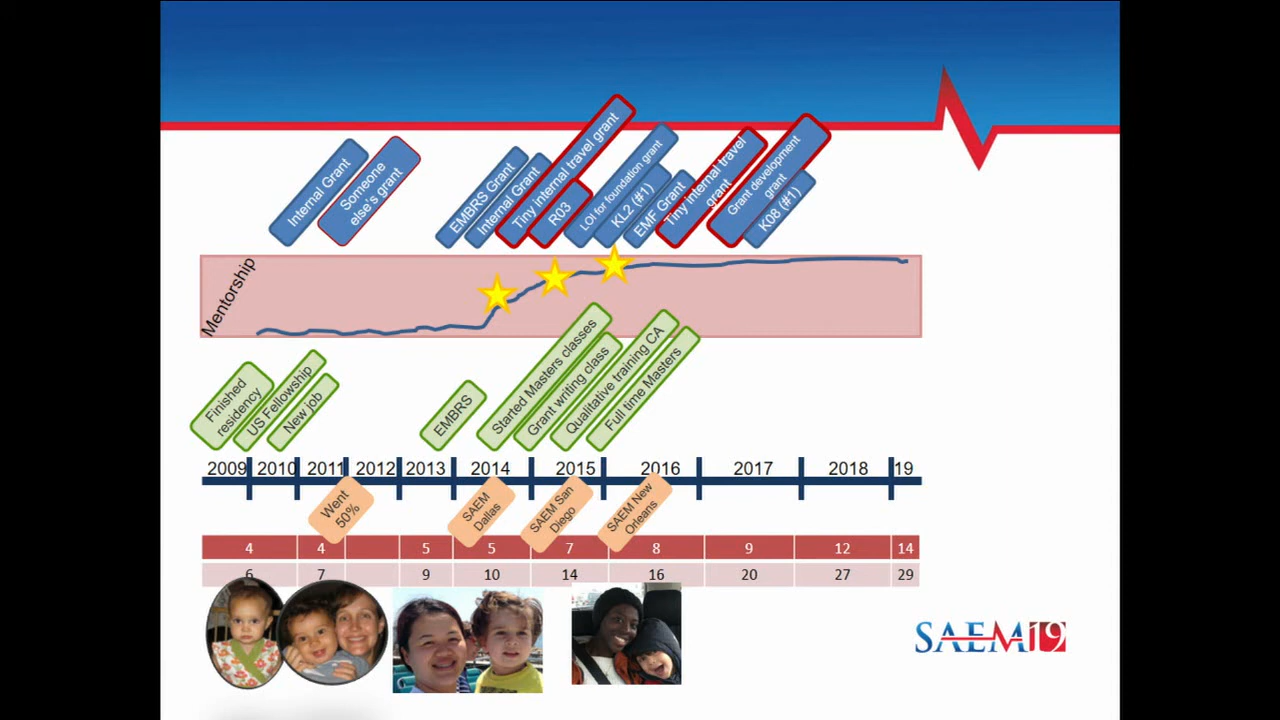 Internal Grant
Someone
else's grant
EMBRS Grant
Internal Grant
Tiny internal travel grant
R03
LOI for foundation grant
KL2 (#1)
EMF Grant
Tiny internal travel
grant
Grant development
grant
K08 (#1)
Mentorship
Finished
residency
US Fellowship
New job
EMBRS
Started Masters classes
Grant writing class
Qualitative training CA
Full time Masters
2009 2010 2011 2012 2013 2014 2015 2016 2017 2018 19
Went
50%
SAEM
Dallas
SAEM San
Diego
SAEM New
Orleans
4 4 5 5 7 8 9 12 14
6 7 9 10 14 16 20 27 29
SAEM19